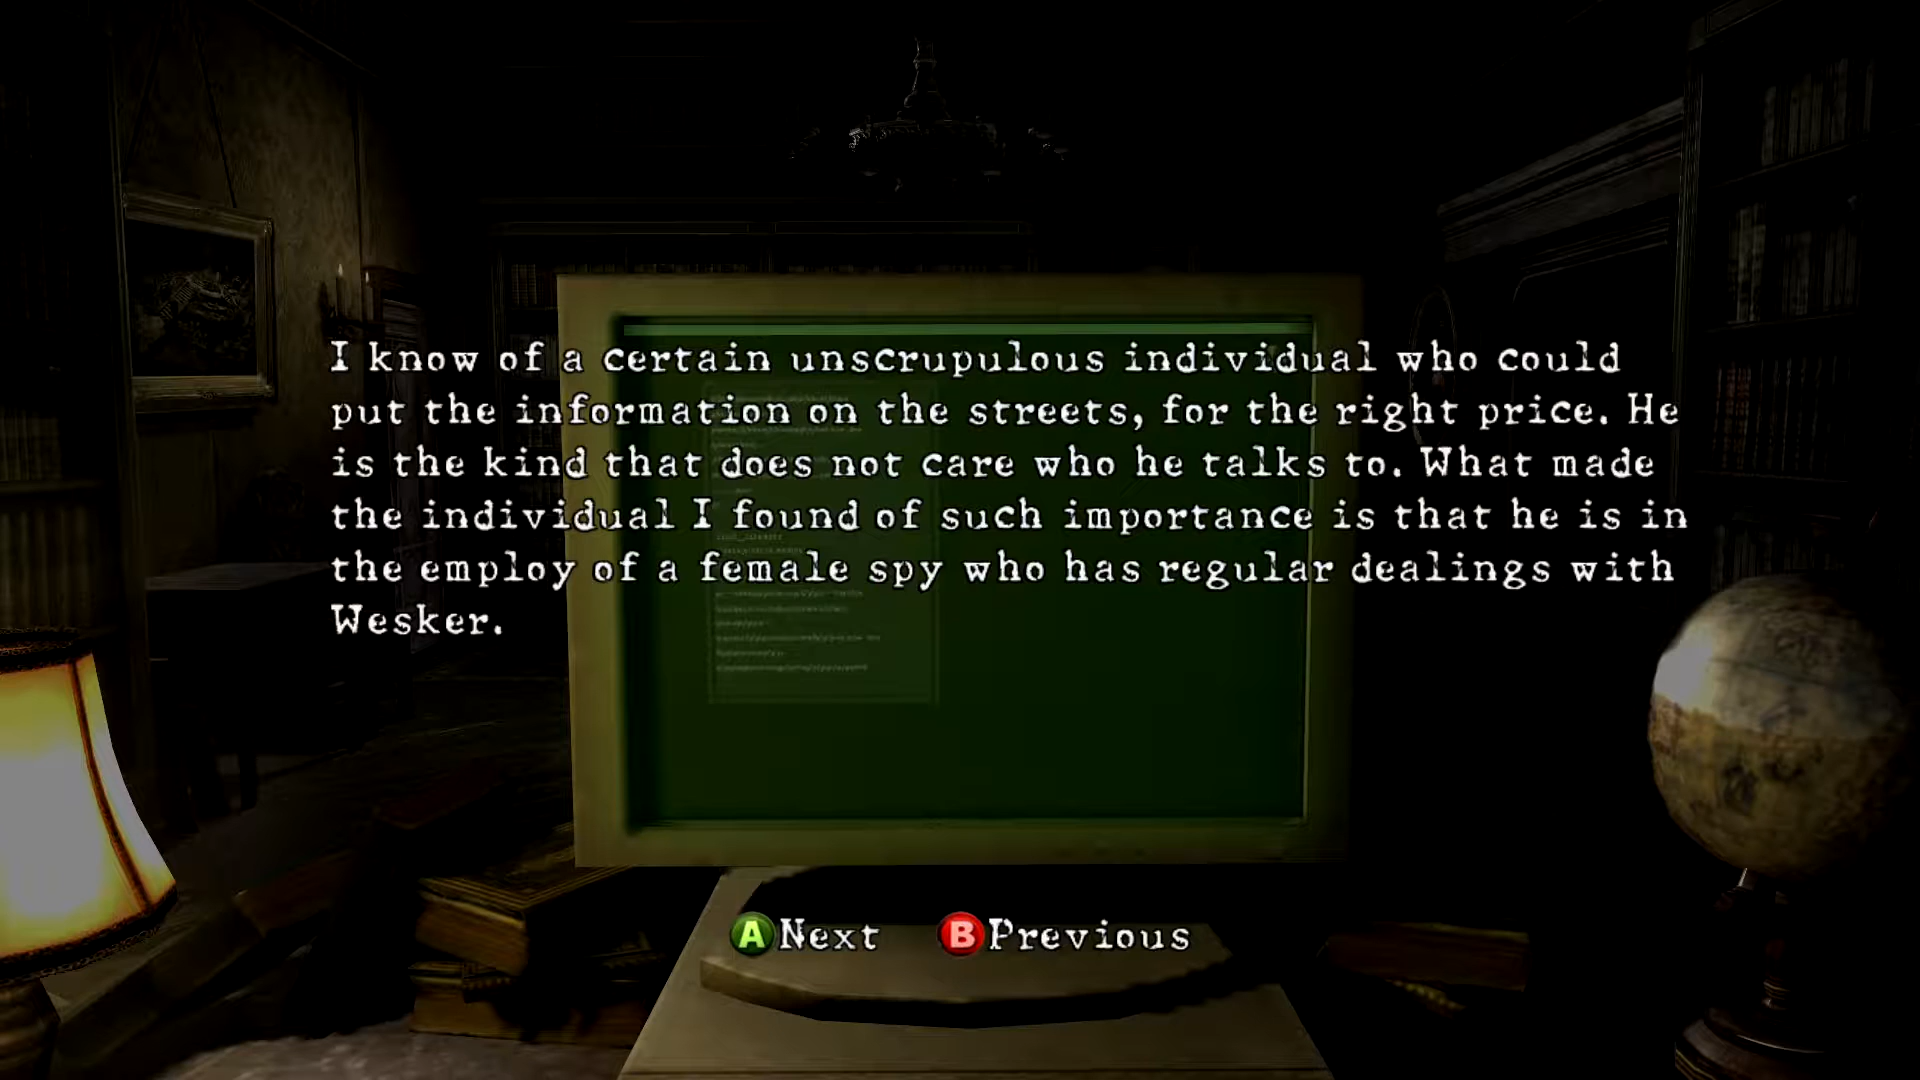 I know of a certain unscrupulous individual who could
put the information on the streets, for the right price. He
is the kind that does not care who he talks to. What made
the individual I found of such importance is that he is in
the employ of a female spy who has regular dealings with
Wesker.
A Next B Previous